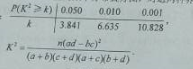 P(K² ≥ k) 0.050 0.010 0.001
k 3.841 6.635 10.828 ,
K² = n(ad-bc)² / (a+b)(c+d)(a+c)(b+d) .